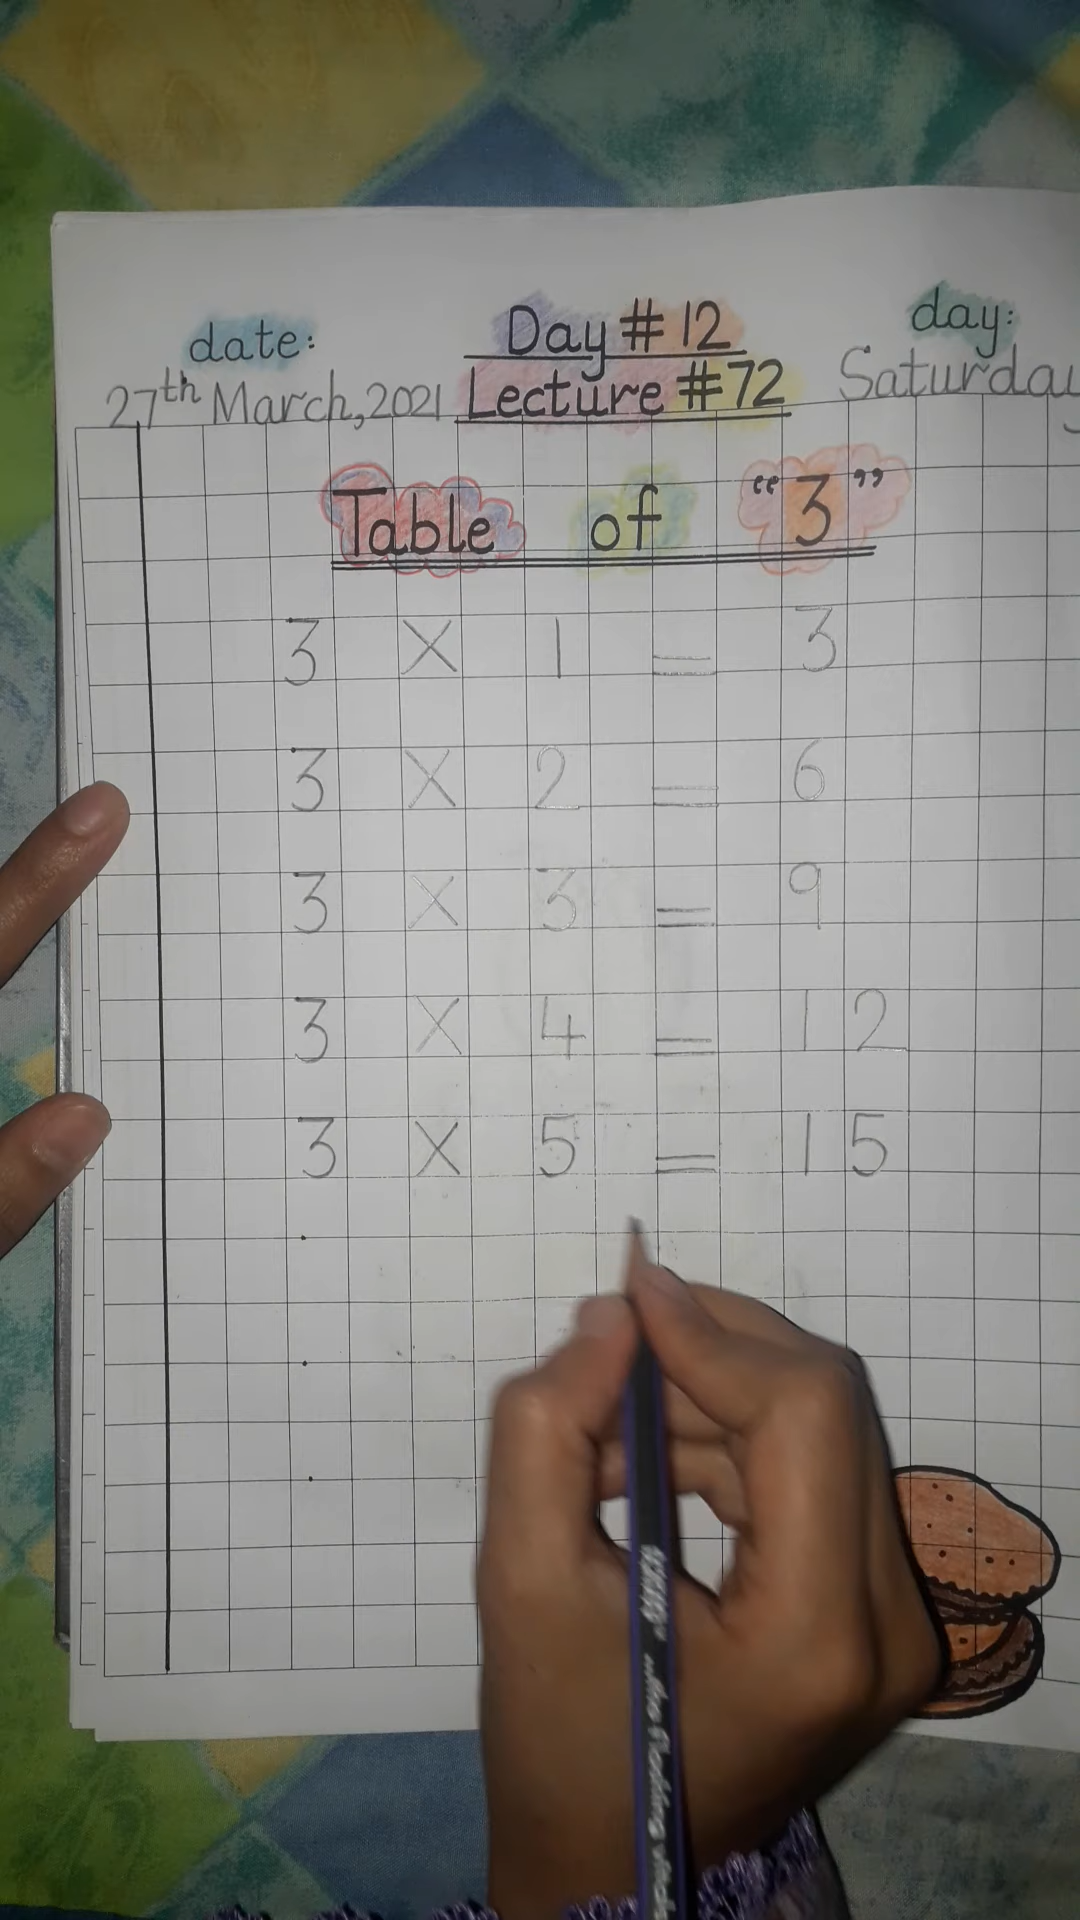 date: Day # 12 day:
27th March, 2021 Lecture #72 Saturday
Table of “3”
3 × 1 = 3
3 × 2 = 6
3 × 3 = 9
3 × 4 = 12
3 × 5 = 15